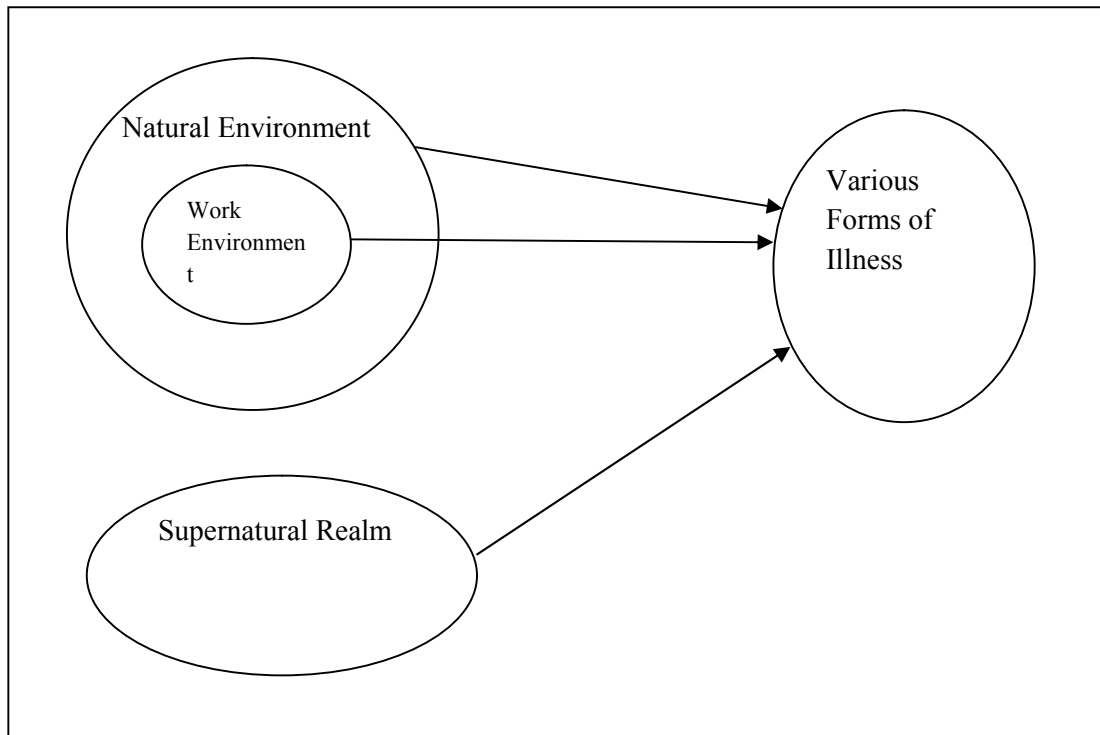 Natural Environment
Work
Environmen
t
Various
Forms of
Illness
Supernatural Realm